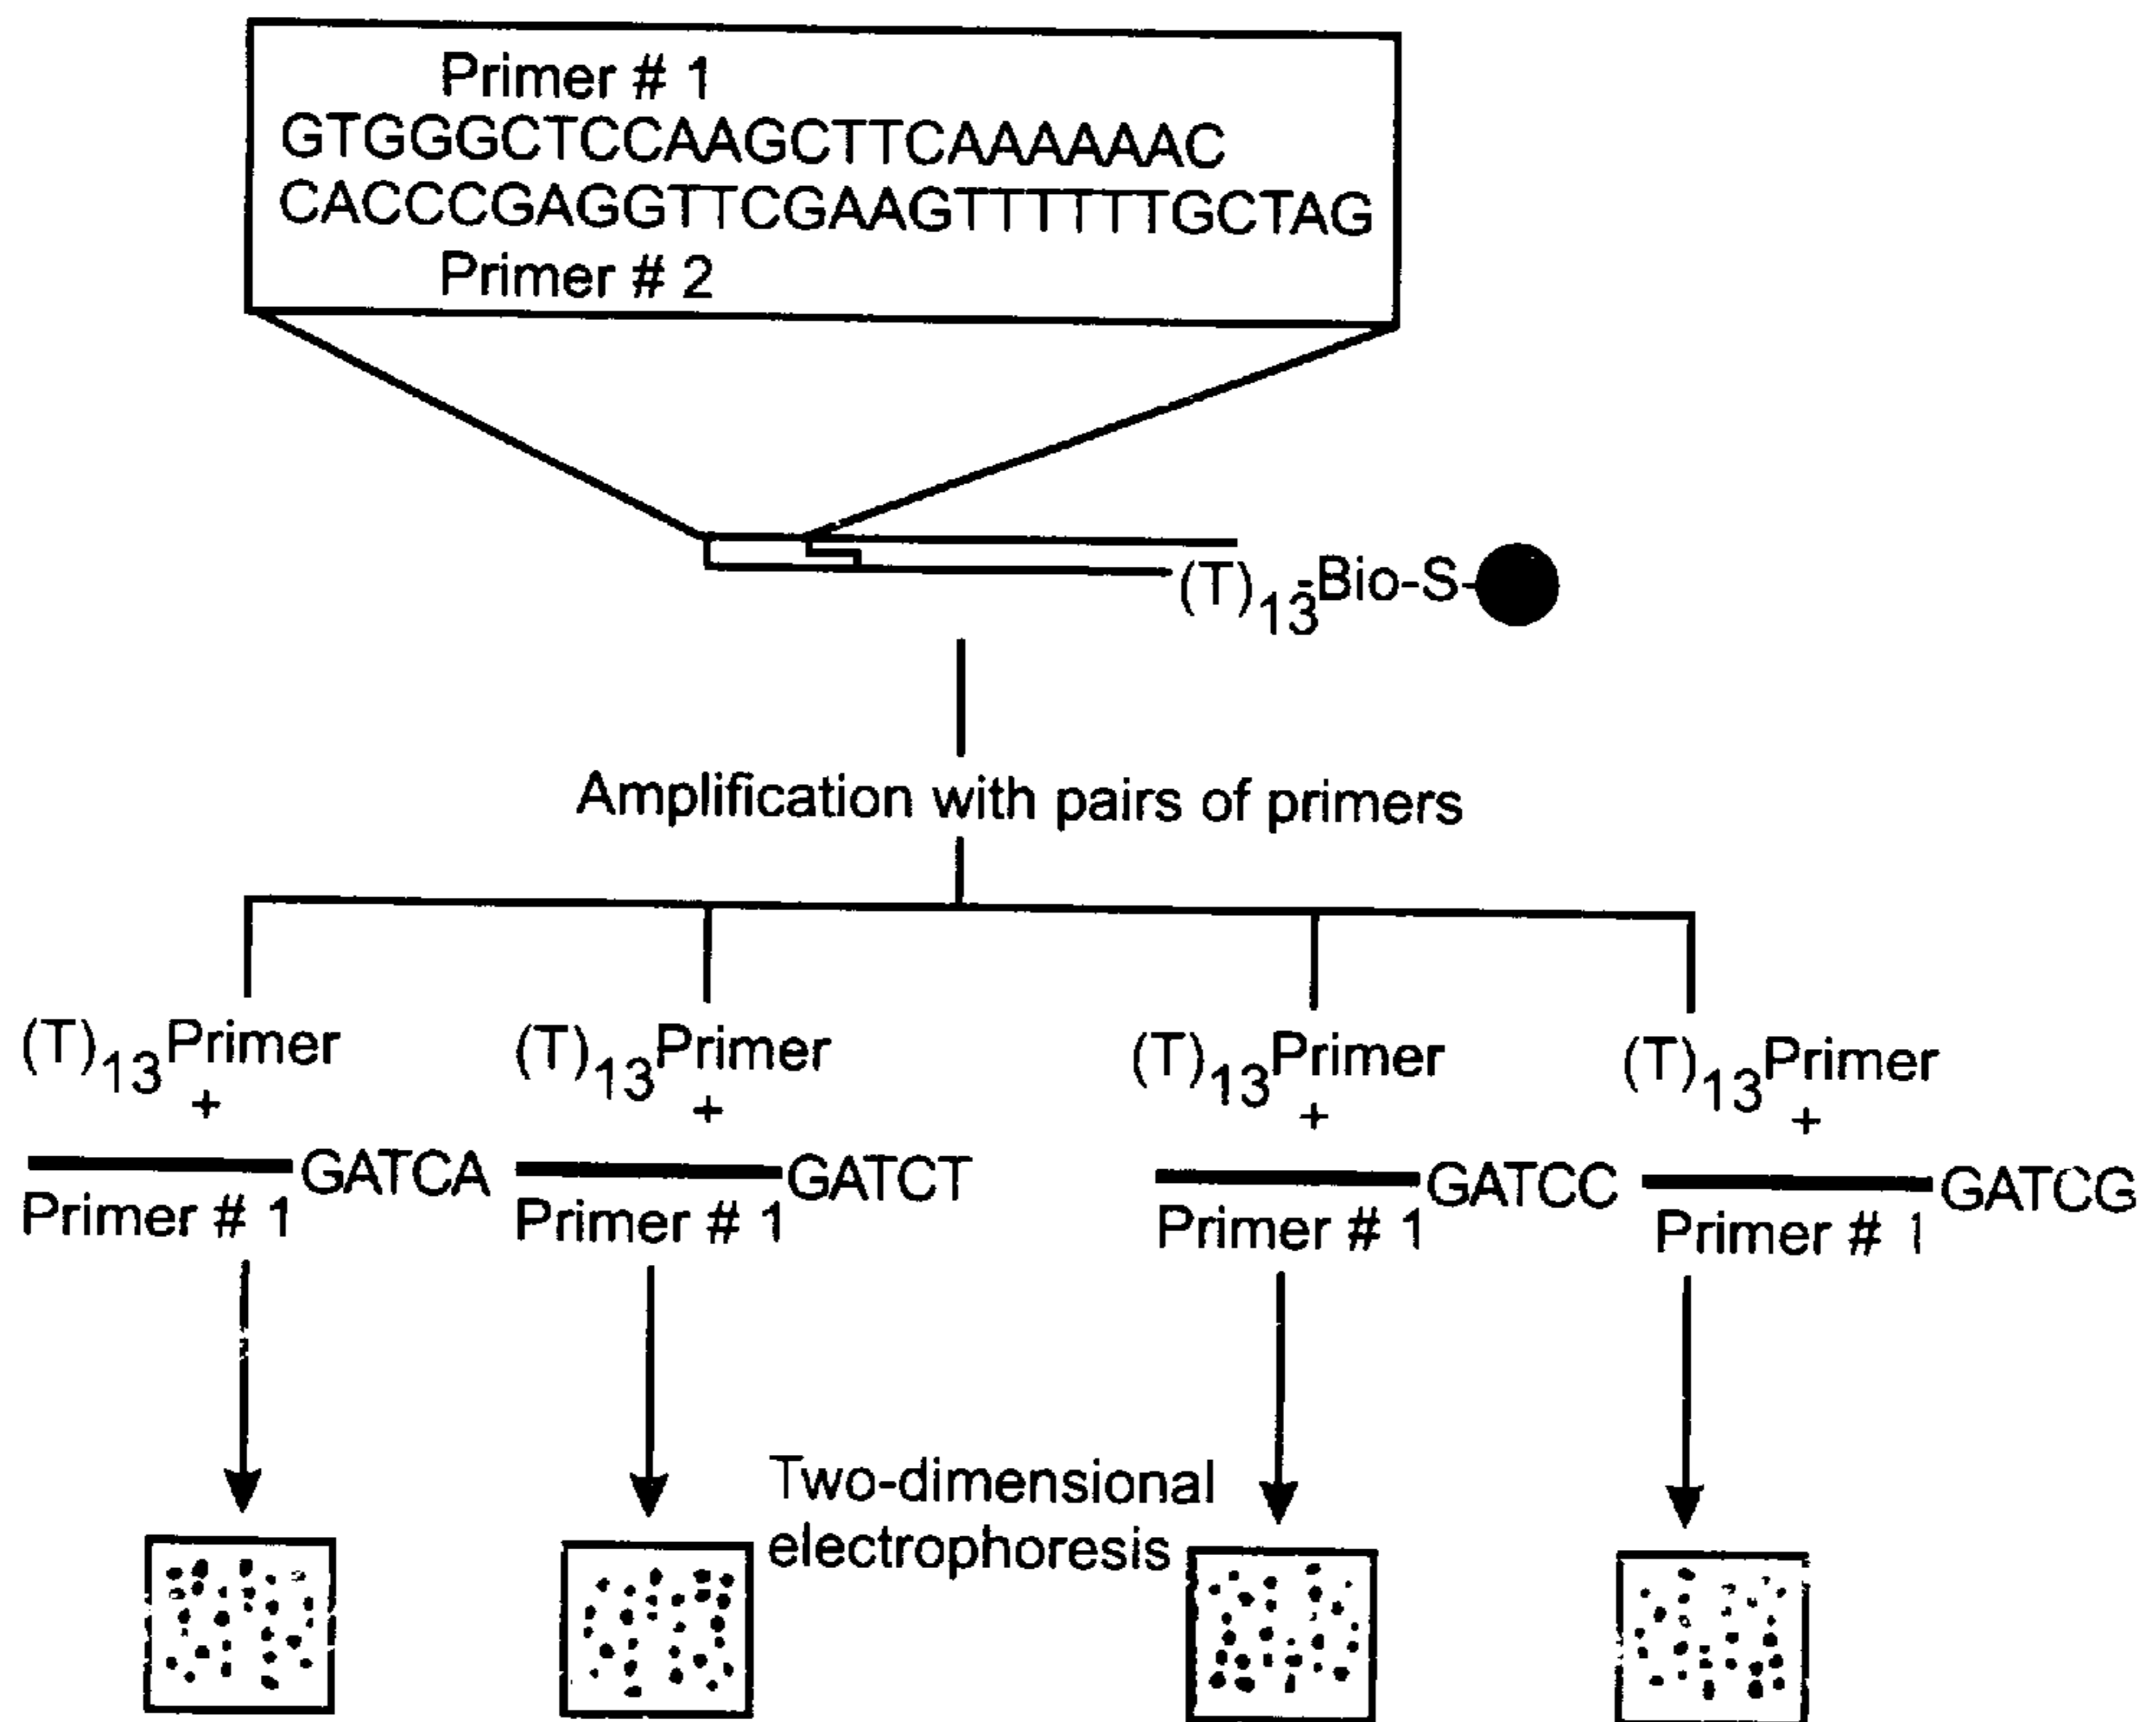 Primer # 1
GTGGGCTCCAAGCTTCAAAAAAC
CACCCGAGGTTCGAAGTTTTTTGCTAG
Primer # 2
(T)13-Bio-S-
Amplification with pairs of primers
(T)13Primer (T)13Primer (T)13Primer (T)13Primer
+ + + +
GATCA GATCT GATCC GATCG
Primer # 1 Primer # 1 Primer # 1 Primer # 1
Two-dimensional
electrophoresis